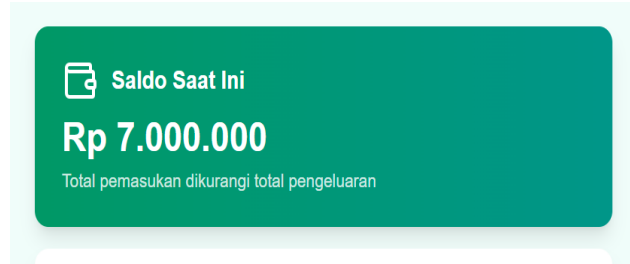 Saldo Saat Ini
Rp 7.000.000
Total pemasukan dikurangi total pengeluaran